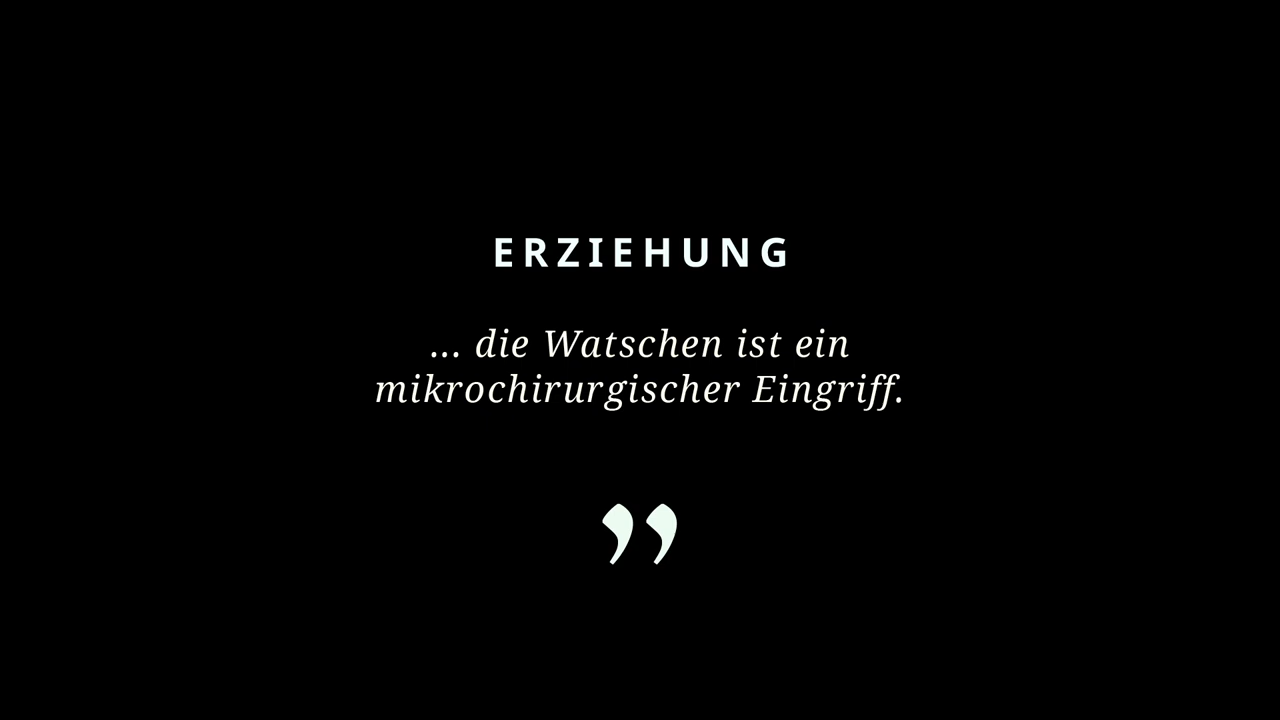 ERZIEHUNG
... die Watschen ist ein
mikrochirurgischer Eingriff.
”